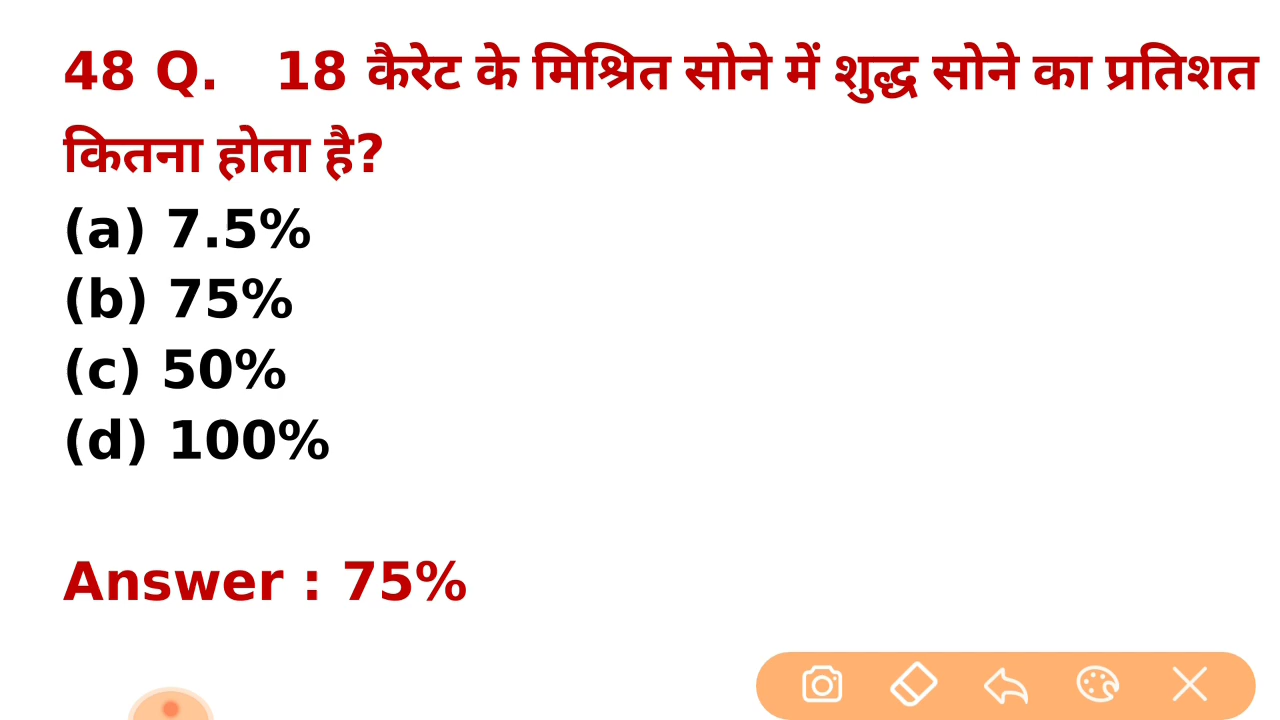 48 Q. 18 कैरेट के मिश्रित सोने में शुद्ध सोने का प्रतिशत
कितना होता है?
(a) 7.5%
(b) 75%
(c) 50%
(d) 100%
Answer : 75%